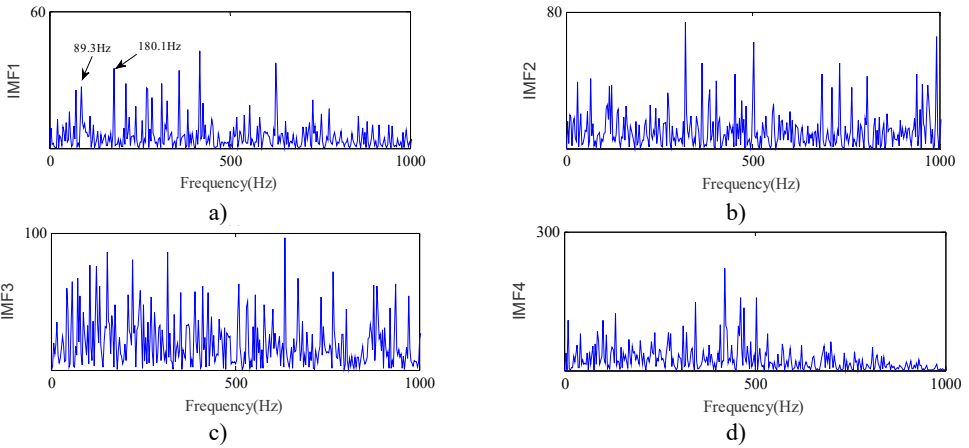 60
IMF1
89.3Hz
180.1Hz
0
500
1000
Frequency(Hz)
a)
80
IMF2
0
500
1000
Frequency(Hz)
b)
100
IMF3
0
500
1000
Frequency(Hz)
c)
300
IMF4
0
500
1000
Frequency(Hz)
d)